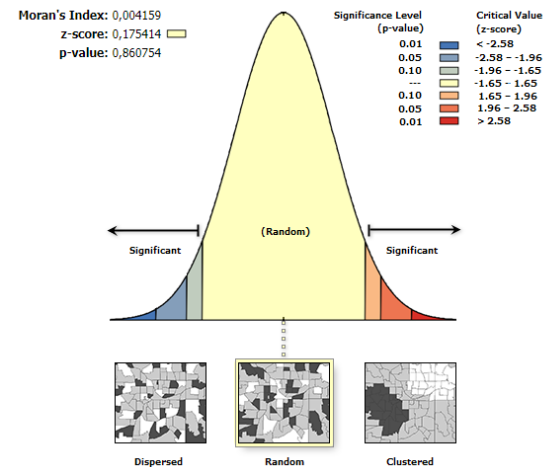 Moran's Index: 0,004159
z-score: 0,175414
p-value: 0,860754
Significance Level
(p-value)
Critical Value
(z-score)
0.01 < -2.58
0.05 -2.58 – -1.96
0.10 -1.96 – -1.65
--- -1.65 – 1.65
0.10 1.65 – 1.96
0.05 1.96 – 2.58
0.01 > 2.58
(Random)
Significant Significant
Dispersed Random Clustered